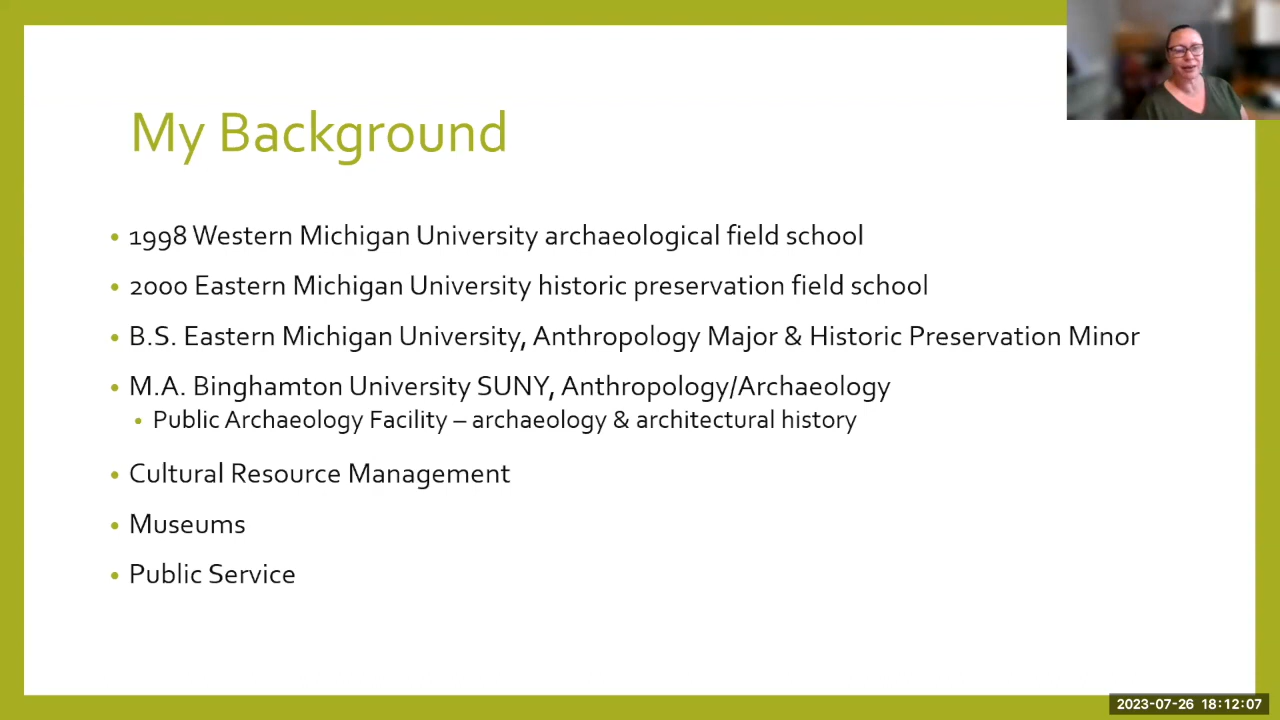 My Background
• 1998 Western Michigan University archaeological field school
• 2000 Eastern Michigan University historic preservation field school
• B.S. Eastern Michigan University, Anthropology Major & Historic Preservation Minor
• M.A. Binghamton University SUNY, Anthropology/Archaeology
• Public Archaeology Facility – archaeology & architectural history
• Cultural Resource Management
• Museums
• Public Service
2023-07-26 18:12:07